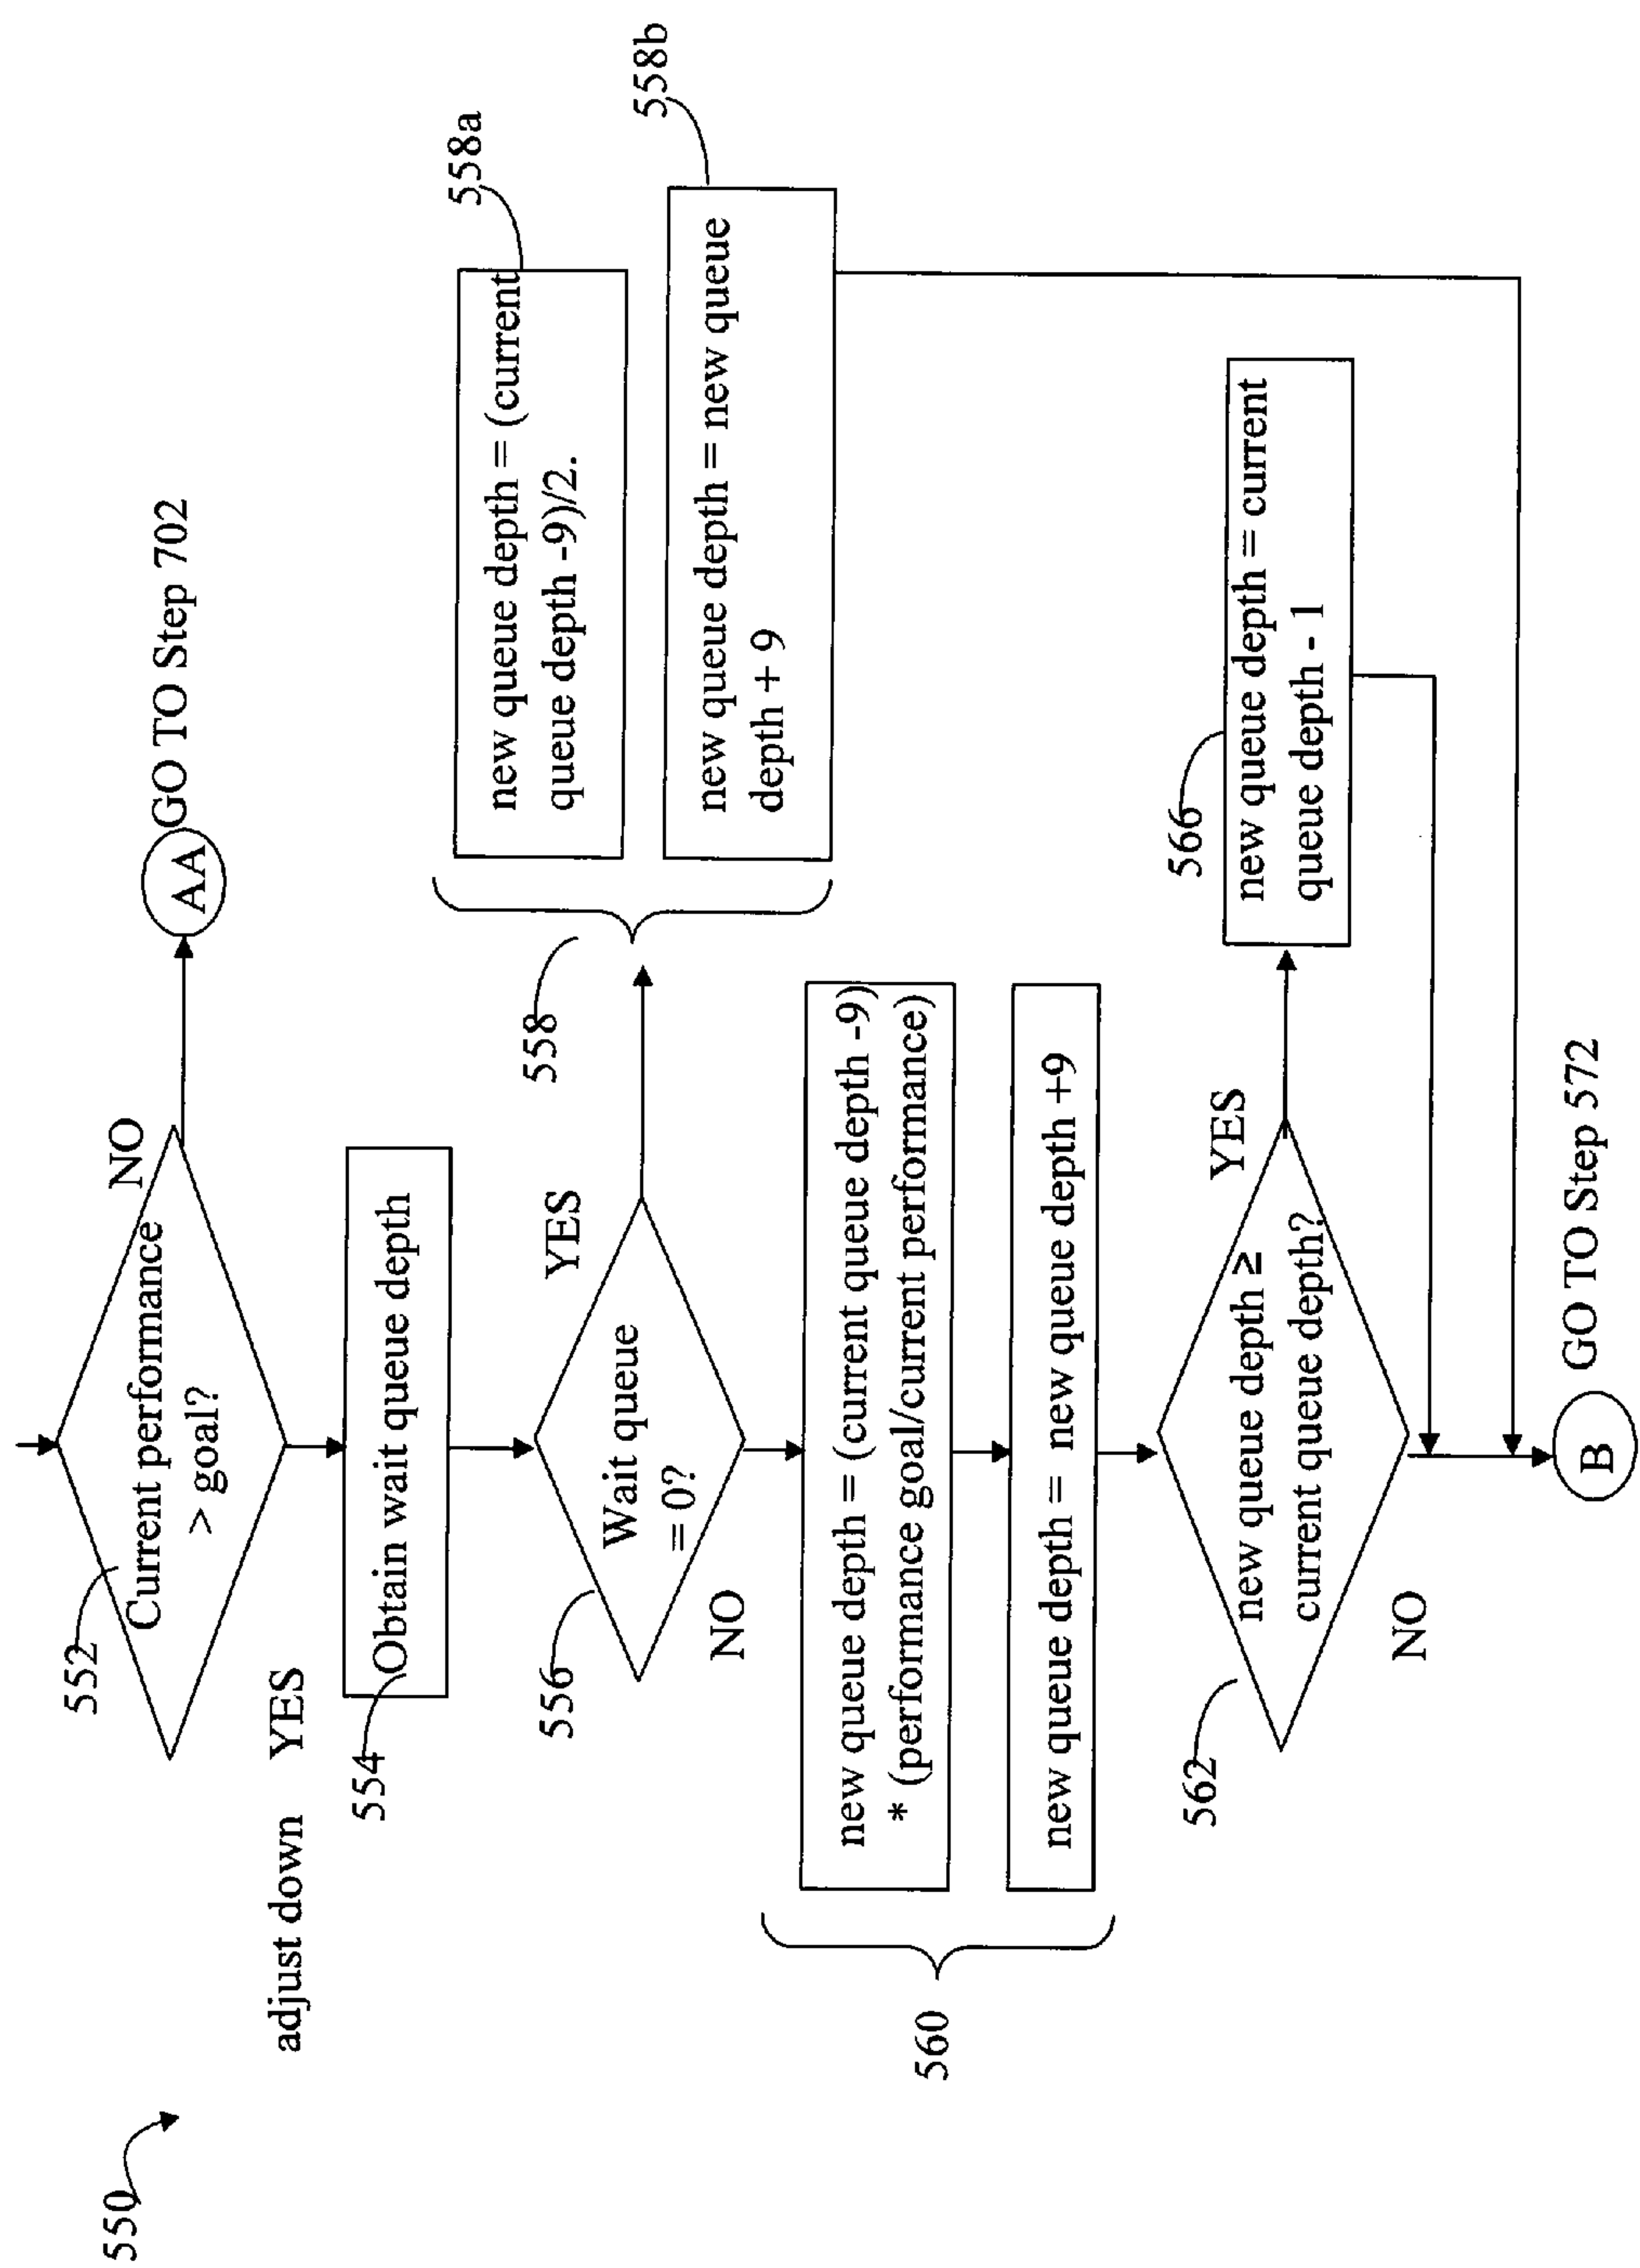 550
552
Current performance
> goal?
NO
AA
GO TO Step 702
adjust down YES
554
Obtain wait queue depth
556
Wait queue
= 0?
YES
558
558a
new queue depth = (current
queue depth -9)/2.
558b
new queue depth = new queue
depth + 9
NO
560
new queue depth = (current queue depth -9)
* (performance goal/current performance)
new queue depth = new queue depth +9
562
new queue depth ≥
current queue depth?
YES
566
new queue depth = current
queue depth - 1
NO
B
GO TO Step 572